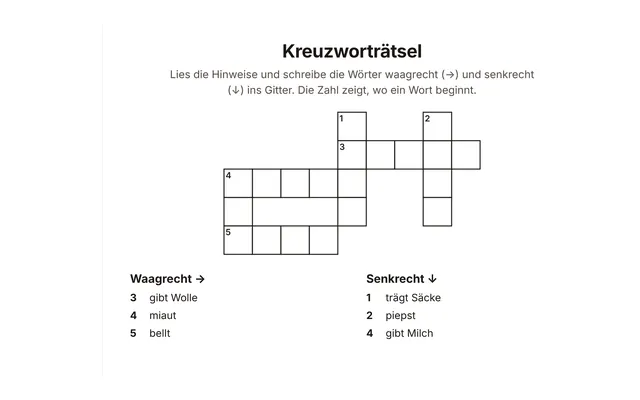 Kreuzworträtsel
Lies die Hinweise und schreibe die Wörter waagrecht (→) und senkrecht
(↓) ins Gitter. Die Zahl zeigt, wo ein Wort beginnt.
1
2
3
4
5
Waagrecht →
3 gibt Wolle
4 miaut
5 bellt
Senkrecht ↓
1 trägt Säcke
2 piepst
4 gibt Milch